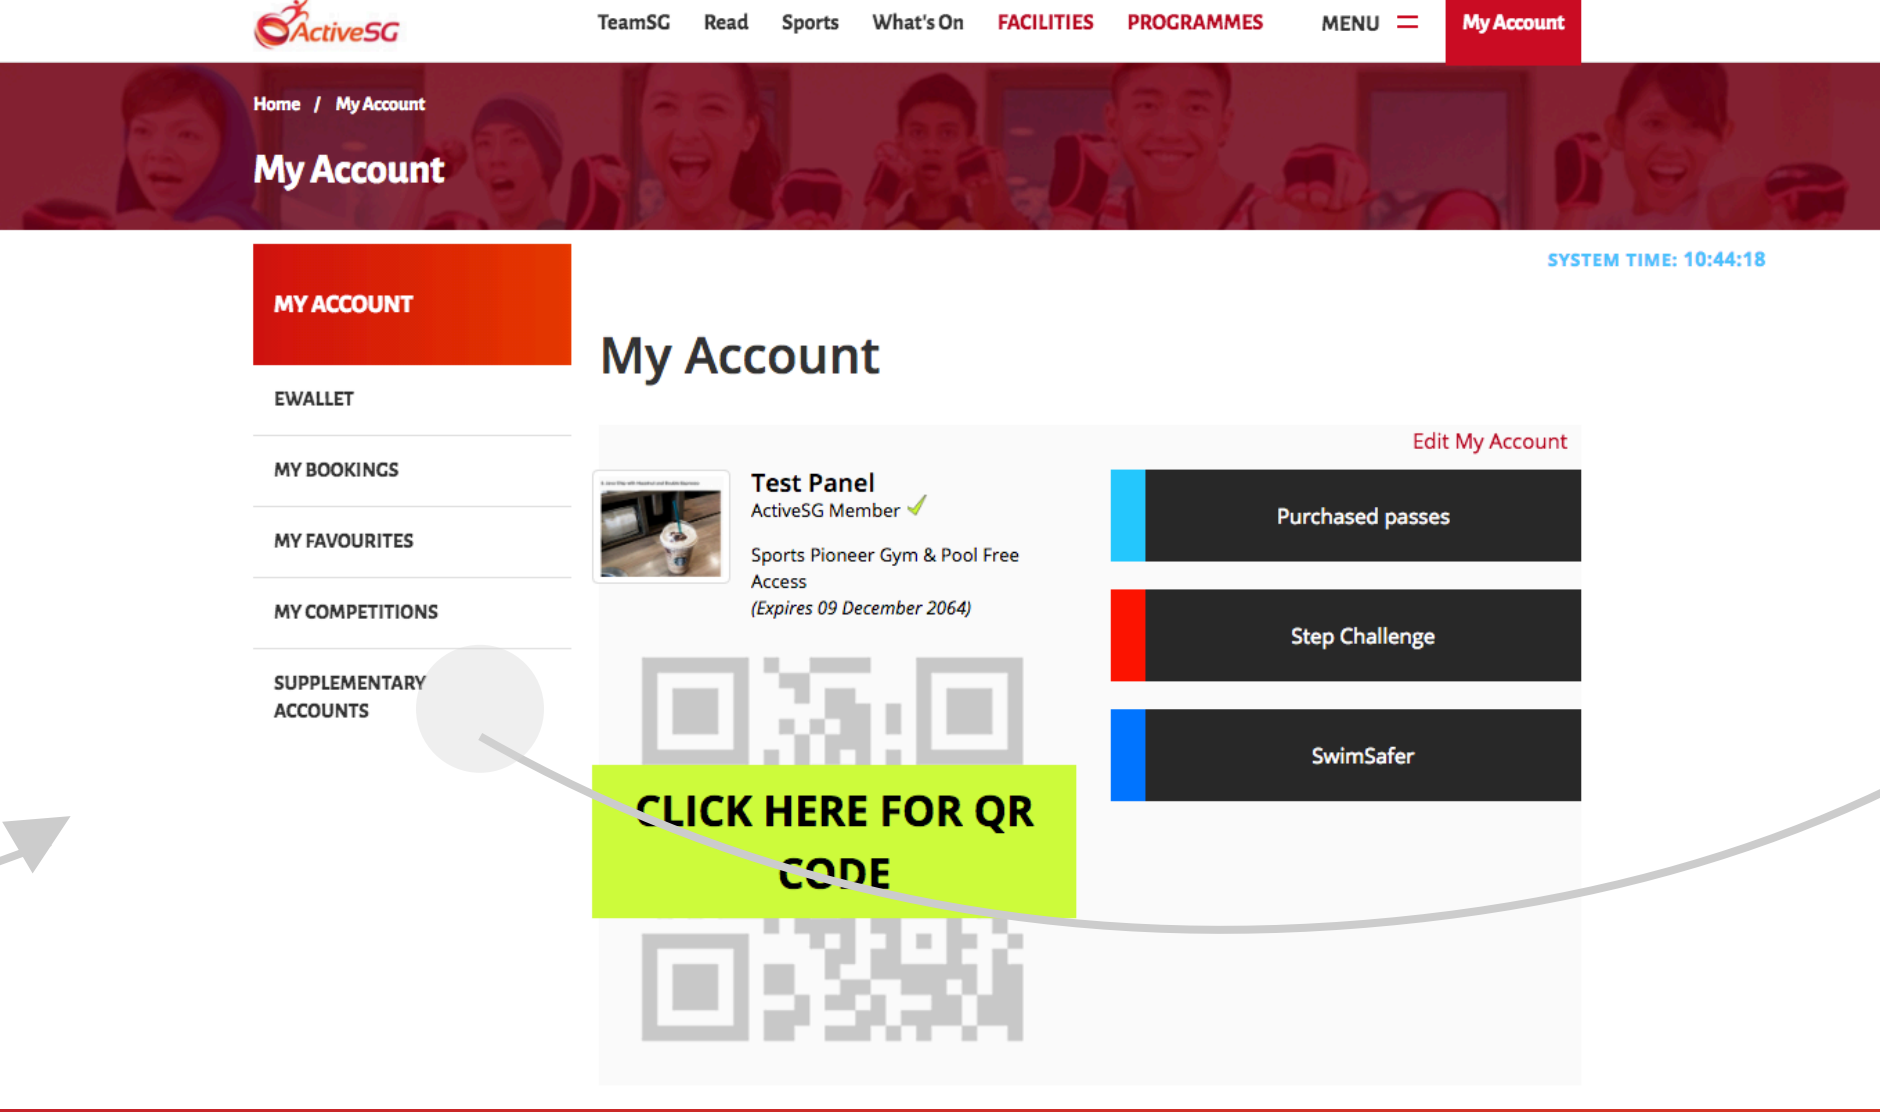 ActiveSG
TeamSG Read Sports What's On FACILITIES PROGRAMMES MENU My Account
Home / My Account
My Account
SYSTEM TIME: 10:44:18
MY ACCOUNT
EWALLET
MY BOOKINGS
MY FAVOURITES
MY COMPETITIONS
SUPPLEMENTARY
ACCOUNTS
My Account
Edit My Account
Test Panel
ActiveSG Member
Sports Pioneer Gym & Pool Free
Access
(Expires 09 December 2064)
CLICK HERE FOR QR
CODE
Purchased passes
Step Challenge
SwimSafer